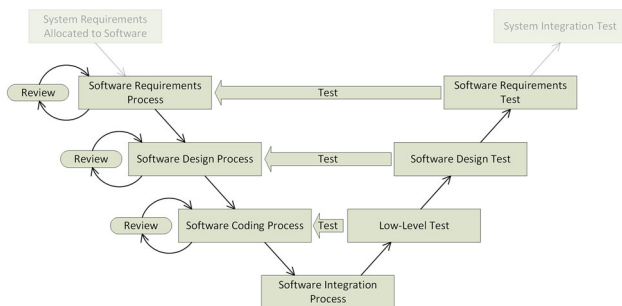 System Requirements
Allocated to Software
System Integration Test
Review
Software Requirements
Process
Test
Software Requirements
Test
Review
Software Design Process
Test
Software Design Test
Review
Software Coding Process
Test
Low-Level Test
Software Integration
Process